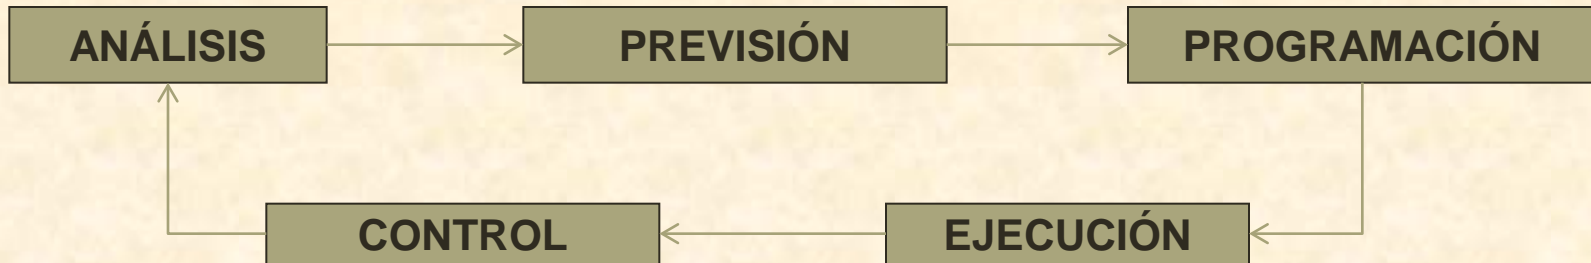 ANÁLISIS
PREVISIÓN
PROGRAMACIÓN
CONTROL
EJECUCIÓN